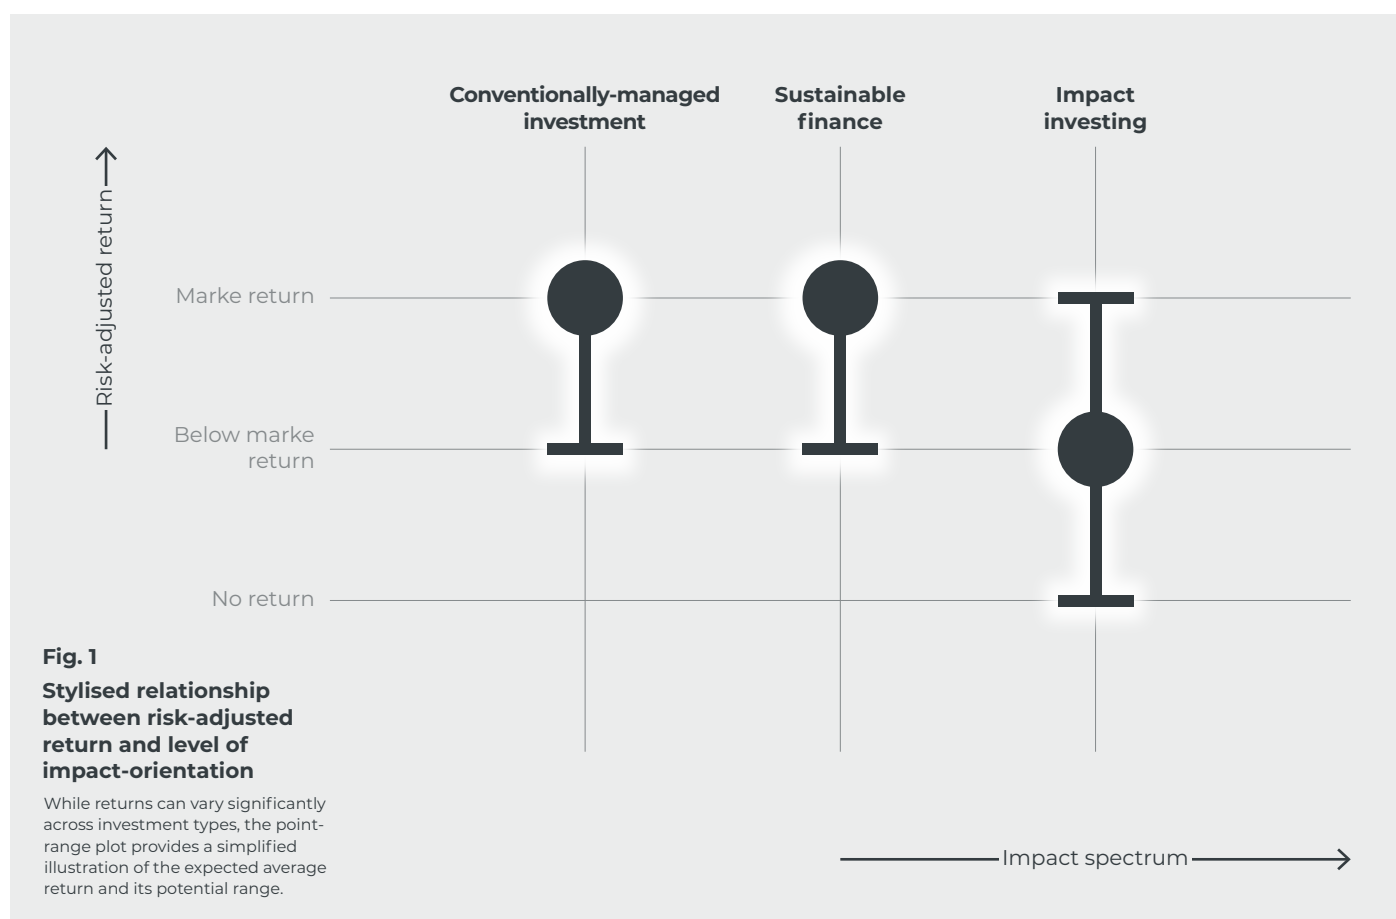 Conventionally-managed
investment
Sustainable
finance
Impact
investing
Risk-adjusted return
Marke return
Below marke
return
No return
Fig. 1
Stylised relationship
between risk-adjusted
return and level of
impact-orientation
While returns can vary significantly
across investment types, the point-
range plot provides a simplified
illustration of the expected average
return and its potential range.
Impact spectrum